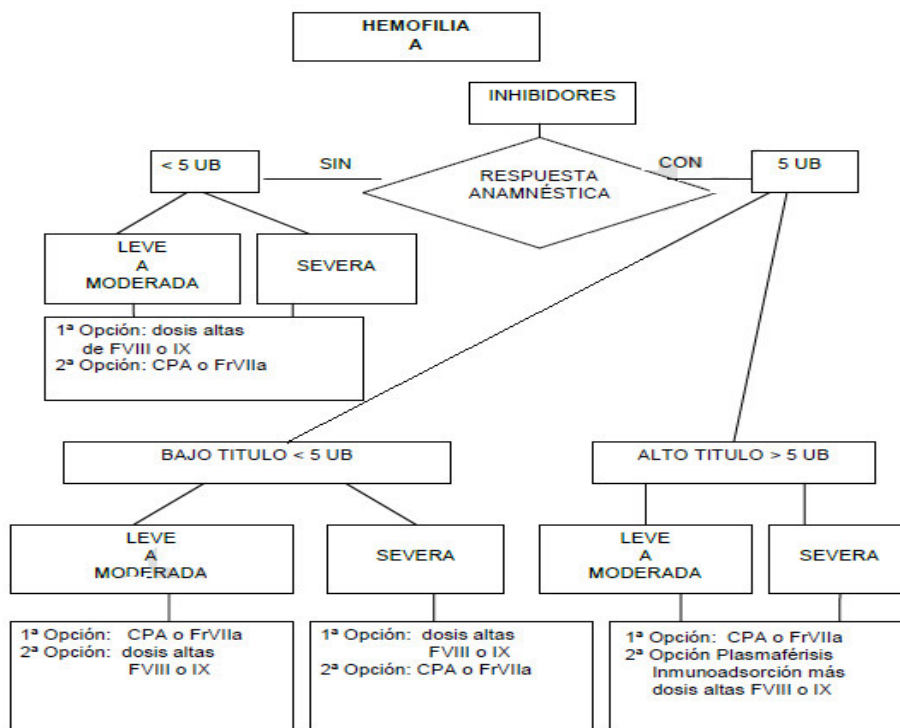 HEMOFILIA
A
INHIBIDORES
< 5 UB
SIN
RESPUESTA
ANAMNÉSTICA
CON
5 UB
LEVE
A
MODERADA
SEVERA
1ª Opción: dosis altas
de FVIII o IX
2ª Opción: CPA o FrVIIa
BAJO TITULO < 5 UB
ALTO TITULO > 5 UB
LEVE
A
MODERADA
SEVERA
LEVE
A
MODERADA
SEVERA
1ª Opción: CPA o FrVIIa
2ª Opción: dosis altas
FVIII o IX
1ª Opción: dosis altas
FVIII o IX
2ª Opción: CPA o FrVIIa
1ª Opción: CPA o FrVIIa
2ª Opción Plasmaférisis
Inmunoadsorción más
dosis altas FVIII o IX